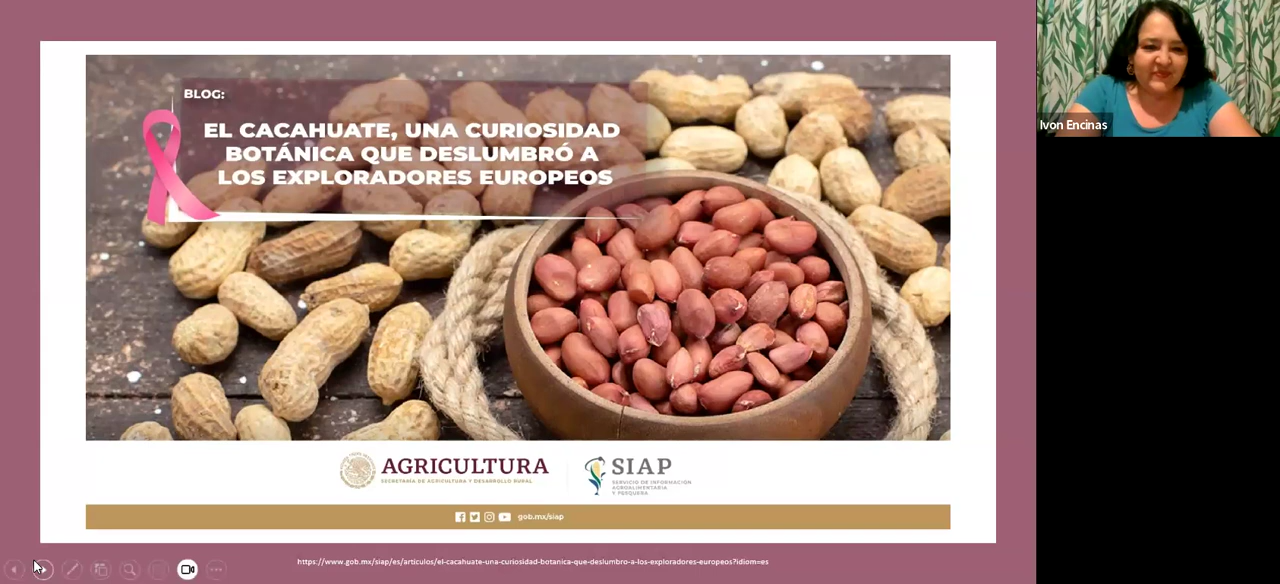 BLOG:
EL CACAHUATE, UNA CURIOSIDAD
BOTÁNICA QUE DESLUMBRÓ A
LOS EXPLORADORES EUROPEOS
Ivon Encinas
AGRICULTURA
SECRETARÍA DE AGRICULTURA Y DESARROLLO RURAL
SIAP
SERVICIO DE INFORMACIÓN
AGROALIMENTARIA
Y PESQUERA
gob.mx/siap
https://www.gob.mx/siap/es/articulos/el-cacahuate-una-curiosidad-botanica-que-deslumbro-a-los-exploradores-europeos?idiom=es